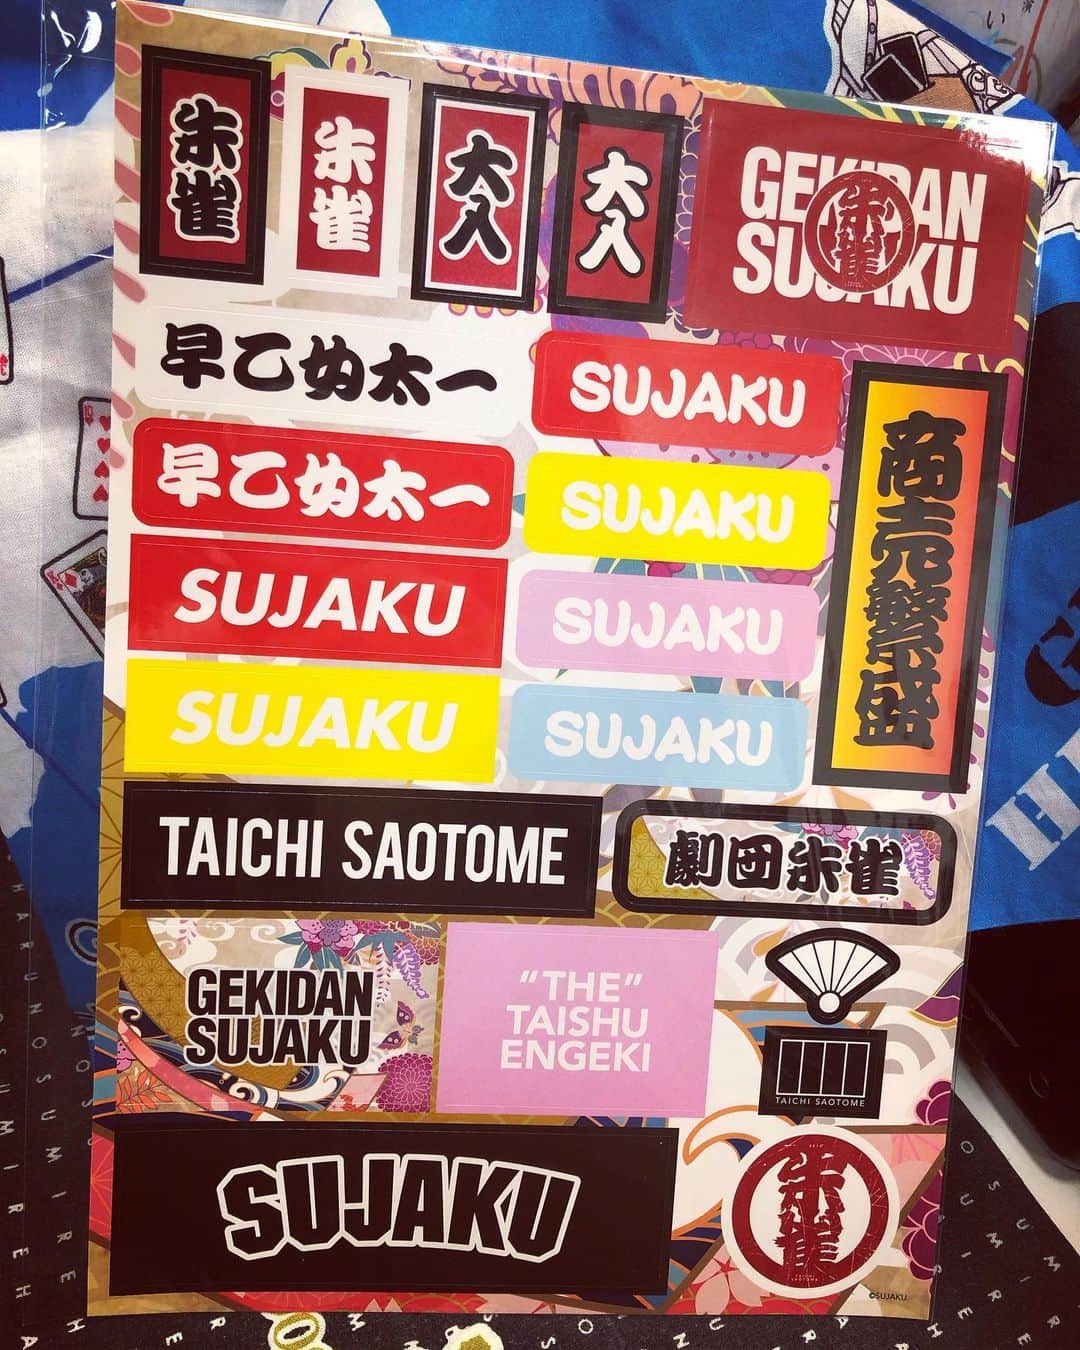 朱雀
朱雀
大入
大入
GEKIDAN
SUJAKU
朱雀
早乙女太一
SUJAKU
早乙女太一
SUJAKU
商売繁盛
SUJAKU
SUJAKU
SUJAKU
SUJAKU
TAICHI SAOTOME
劇団朱雀
GEKIDAN
SUJAKU
“THE”
TAISHU
ENGEKI
TAICHI SAOTOME
SUJAKU
朱雀
TAICHI
SAOTOME
©SUJAKU